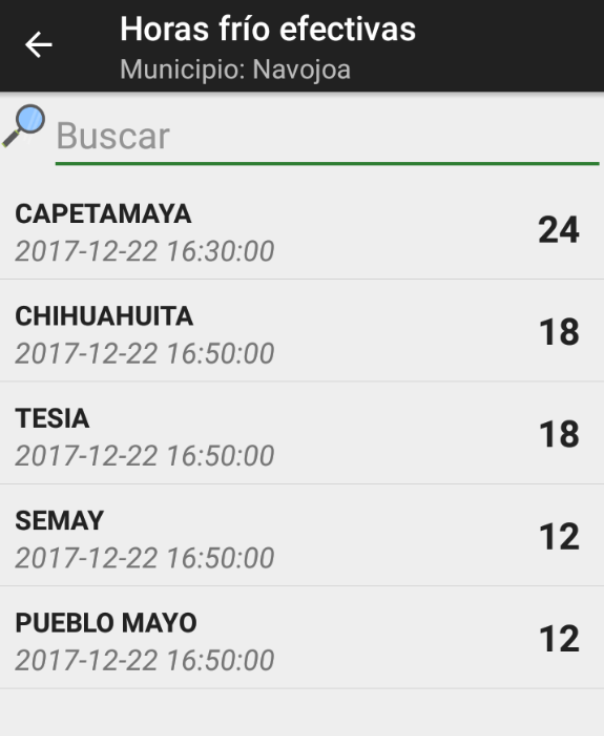 Horas frío efectivas
Municipio: Navojoa
Buscar
CAPETAMAYA
24
2017-12-22 16:30:00
CHIHUAHUITA
18
2017-12-22 16:50:00
TESIA
18
2017-12-22 16:50:00
SEMAY
12
2017-12-22 16:50:00
PUEBLO MAYO
12
2017-12-22 16:50:00